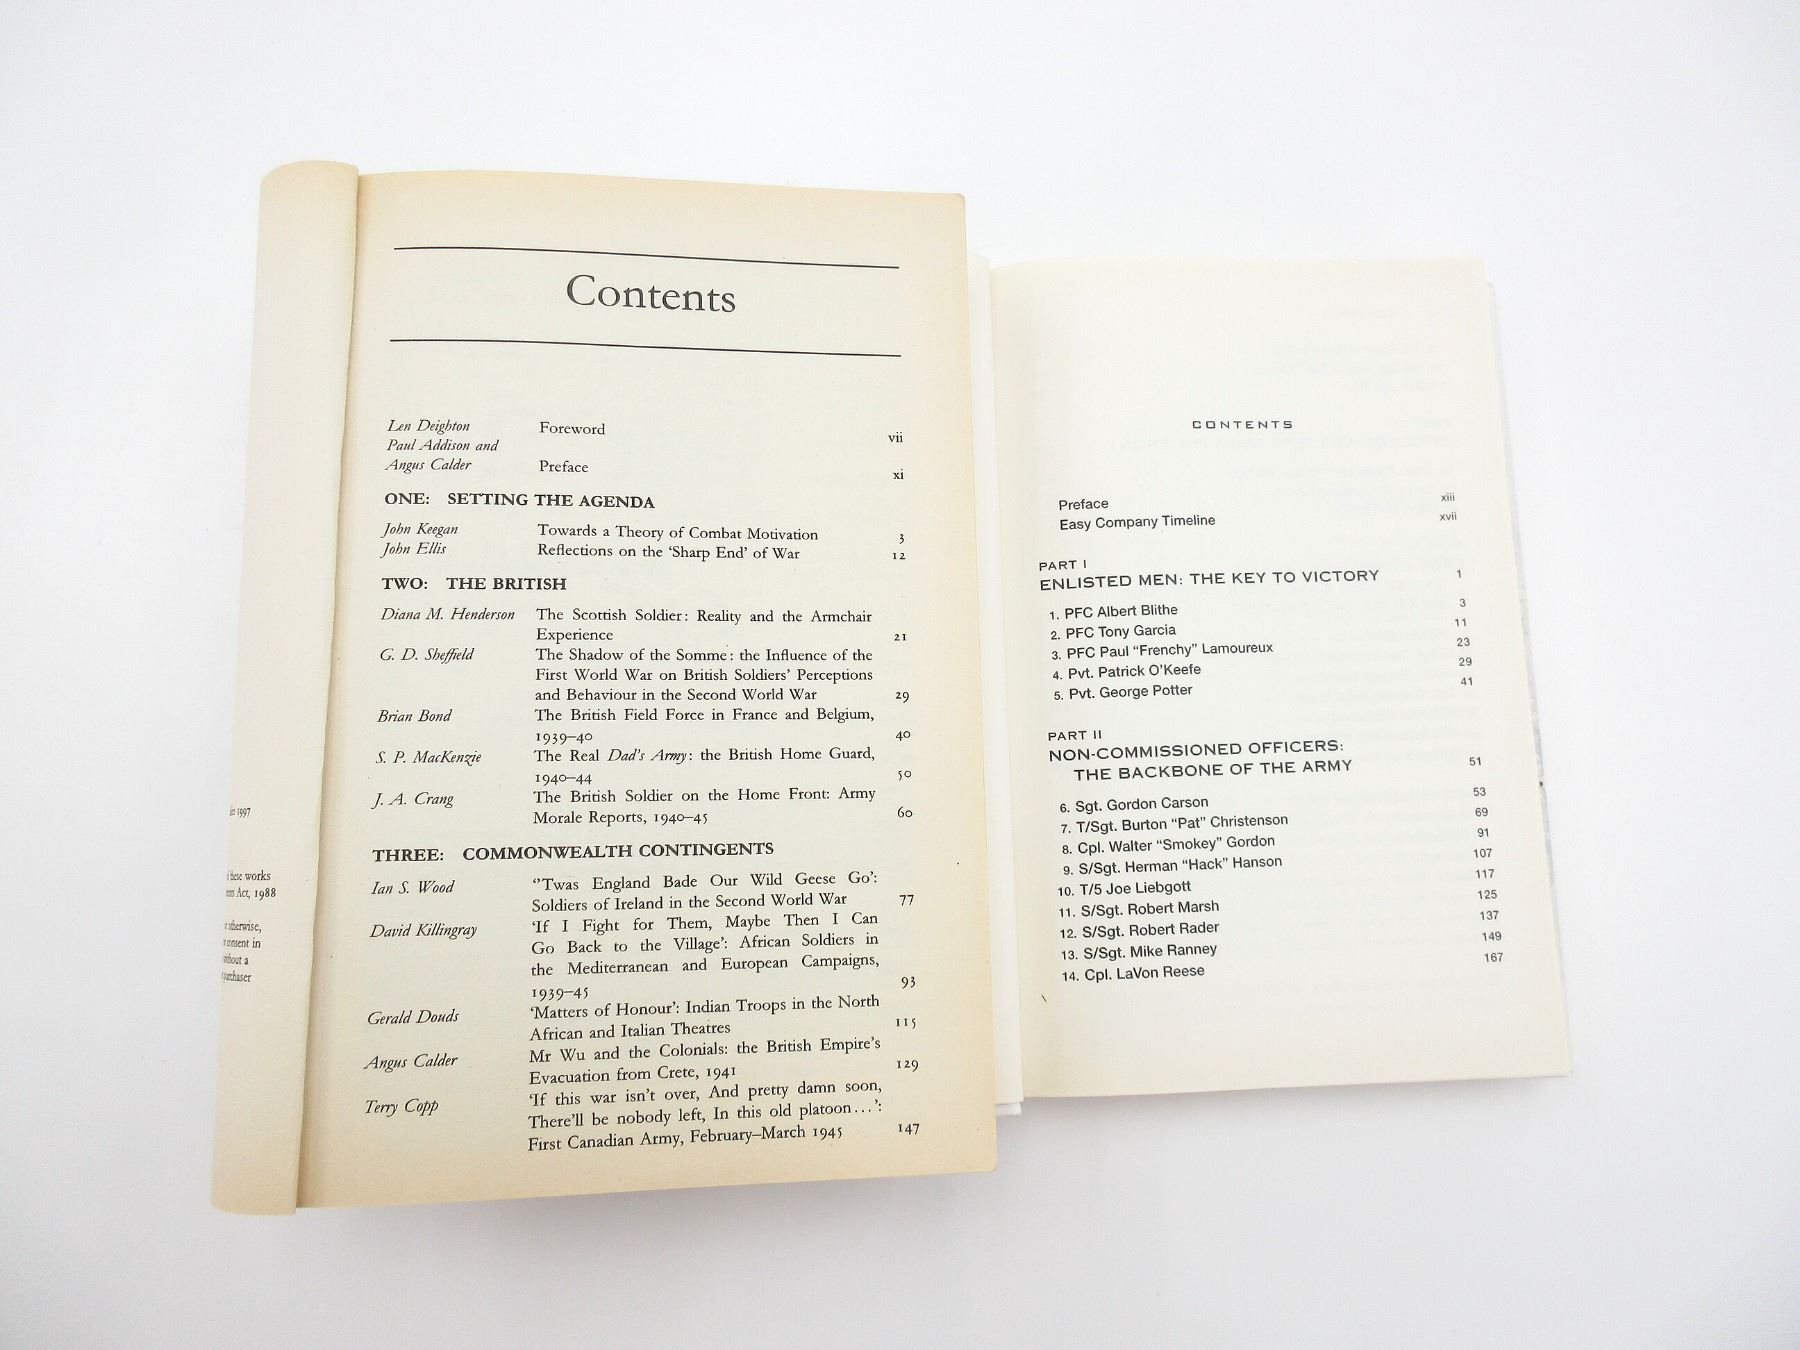 Contents
Len Deighton Foreword vii
Paul Addison and
Angus Calder Preface xi
ONE: SETTING THE AGENDA
John Keegan Towards a Theory of Combat Motivation 3
John Ellis Reflections on the ‘Sharp End’ of War 12
TWO: THE BRITISH
Diana M. Henderson The Scottish Soldier: Reality and the Armchair
Experience 21
G. D. Sheffield The Shadow of the Somme: the Influence of the
First World War on British Soldiers’ Perceptions
and Behaviour in the Second World War 29
Brian Bond The British Field Force in France and Belgium,
1939–40 40
S. P. MacKenzie The Real Dad’s Army: the British Home Guard,
1940–44 50
J. A. Crang The British Soldier on the Home Front: Army
Morale Reports, 1940–45 60
THREE: COMMONWEALTH CONTINGENTS
Ian S. Wood ‘’Twas England Bade Our Wild Geese Go’:
Soldiers of Ireland in the Second World War 77
David Killingray ‘If I Fight for Them, Maybe Then I Can
Go Back to the Village’: African Soldiers in
the Mediterranean and European Campaigns,
1939–45 93
Gerald Douds ‘Matters of Honour’: Indian Troops in the North
African and Italian Theatres 115
Angus Calder Mr Wu and the Colonials: the British Empire’s
Evacuation from Crete, 1941 129
Terry Copp ‘If this war isn’t over, And pretty damn soon,
There’ll be nobody left, In this old platoon...’:
First Canadian Army, February–March 1945 147
1997
these works
Act, 1988
otherwise,
consent in
without a
purchaser
CONTENTS
Preface xiii
Easy Company Timeline xvii
PART I
ENLISTED MEN: THE KEY TO VICTORY 1
1. PFC Albert Blithe 3
2. PFC Tony Garcia 11
3. PFC Paul “Frenchy” Lamoureux 23
4. Pvt. Patrick O’Keefe 29
5. Pvt. George Potter 41
PART II
NON-COMMISSIONED OFFICERS:
THE BACKBONE OF THE ARMY 51
6. Sgt. Gordon Carson 53
7. T/Sgt. Burton “Pat” Christenson 69
8. Cpl. Walter “Smokey” Gordon 91
9. S/Sgt. Herman “Hack” Hanson 107
10. T/5 Joe Liebgott 117
11. S/Sgt. Robert Marsh 125
12. S/Sgt. Robert Rader 137
13. S/Sgt. Mike Ranney 149
14. Cpl. LaVon Reese 167